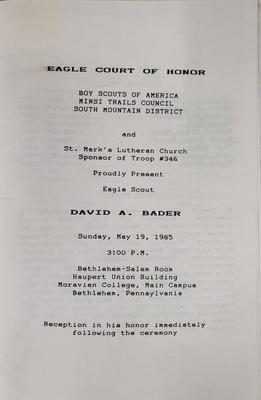 EAGLE COURT OF HONOR
BOY SCOUTS OF AMERICA
MINSI TRAILS COUNCIL
SOUTH MOUNTAIN DISTRICT
and
St. Mark's Lutheran Church
Sponsor of Troop #346
Proudly Present
Eagle Scout
DAVID A. BADER
Sunday, May 19, 1985
3:00 P.M.
Bethlehem-Salem Room
Haupert Union Building
Moravian College, Main Campus
Bethlehem, Pennsylvania
Reception in his honor immediately
following the ceremony